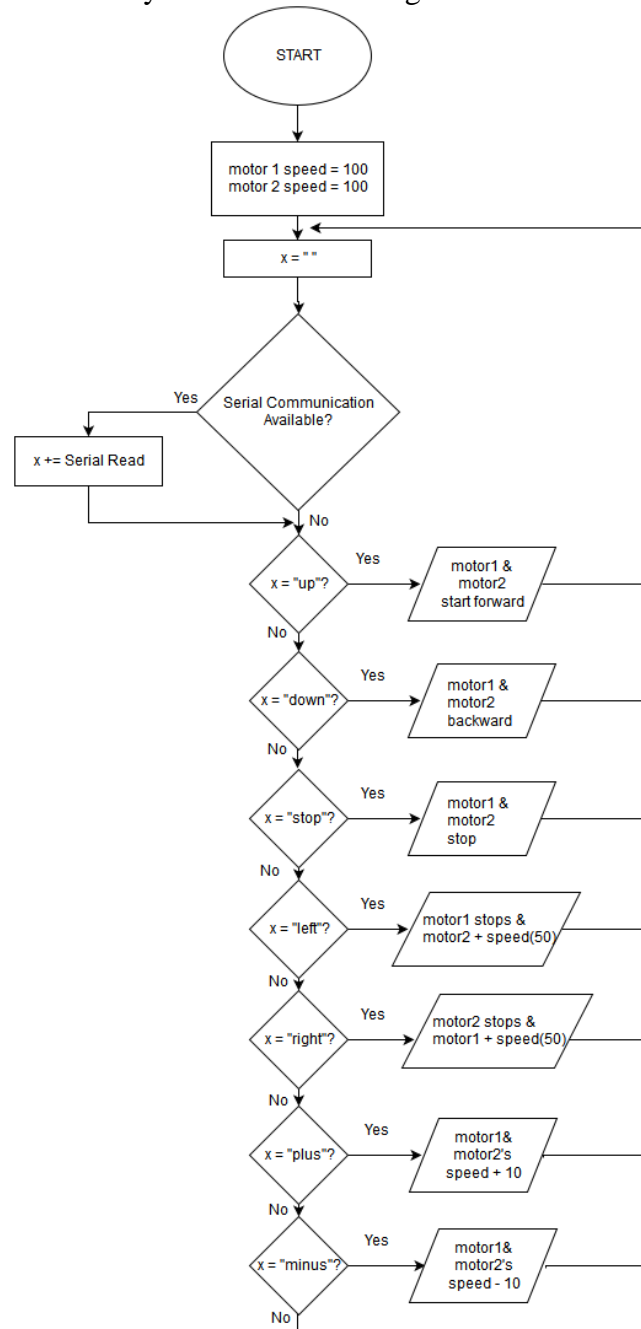 START
motor 1 speed = 100
motor 2 speed = 100
x = " "
Serial Communication
Available?
Yes
x += Serial Read
No
x = "up"?
Yes
motor1 &
motor2
start forward
No
x = "down"?
Yes
motor1 &
motor2
backward
No
x = "stop"?
Yes
motor1 &
motor2
stop
No
x = "left"?
Yes
motor1 stops &
motor2 + speed(50)
No
x = "right"?
Yes
motor2 stops &
motor1 + speed(50)
No
x = "plus"?
Yes
motor1&
motor2's
speed + 10
No
x = "minus"?
Yes
motor1&
motor2's
speed - 10
No